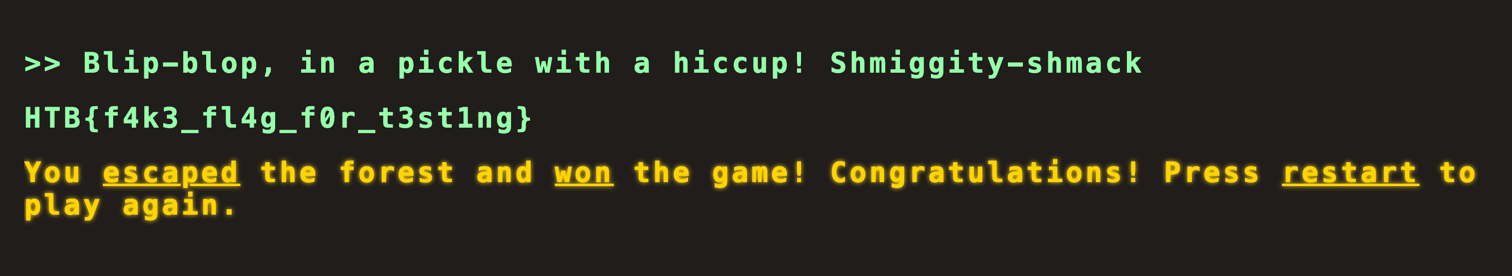 >> Blip-blop, in a pickle with a hiccup! Shmiggity-shmack
HTB{f4k3_fl4g_f0r_t3st1ng}
You escaped the forest and won the game! Congratulations! Press restart to
play again.